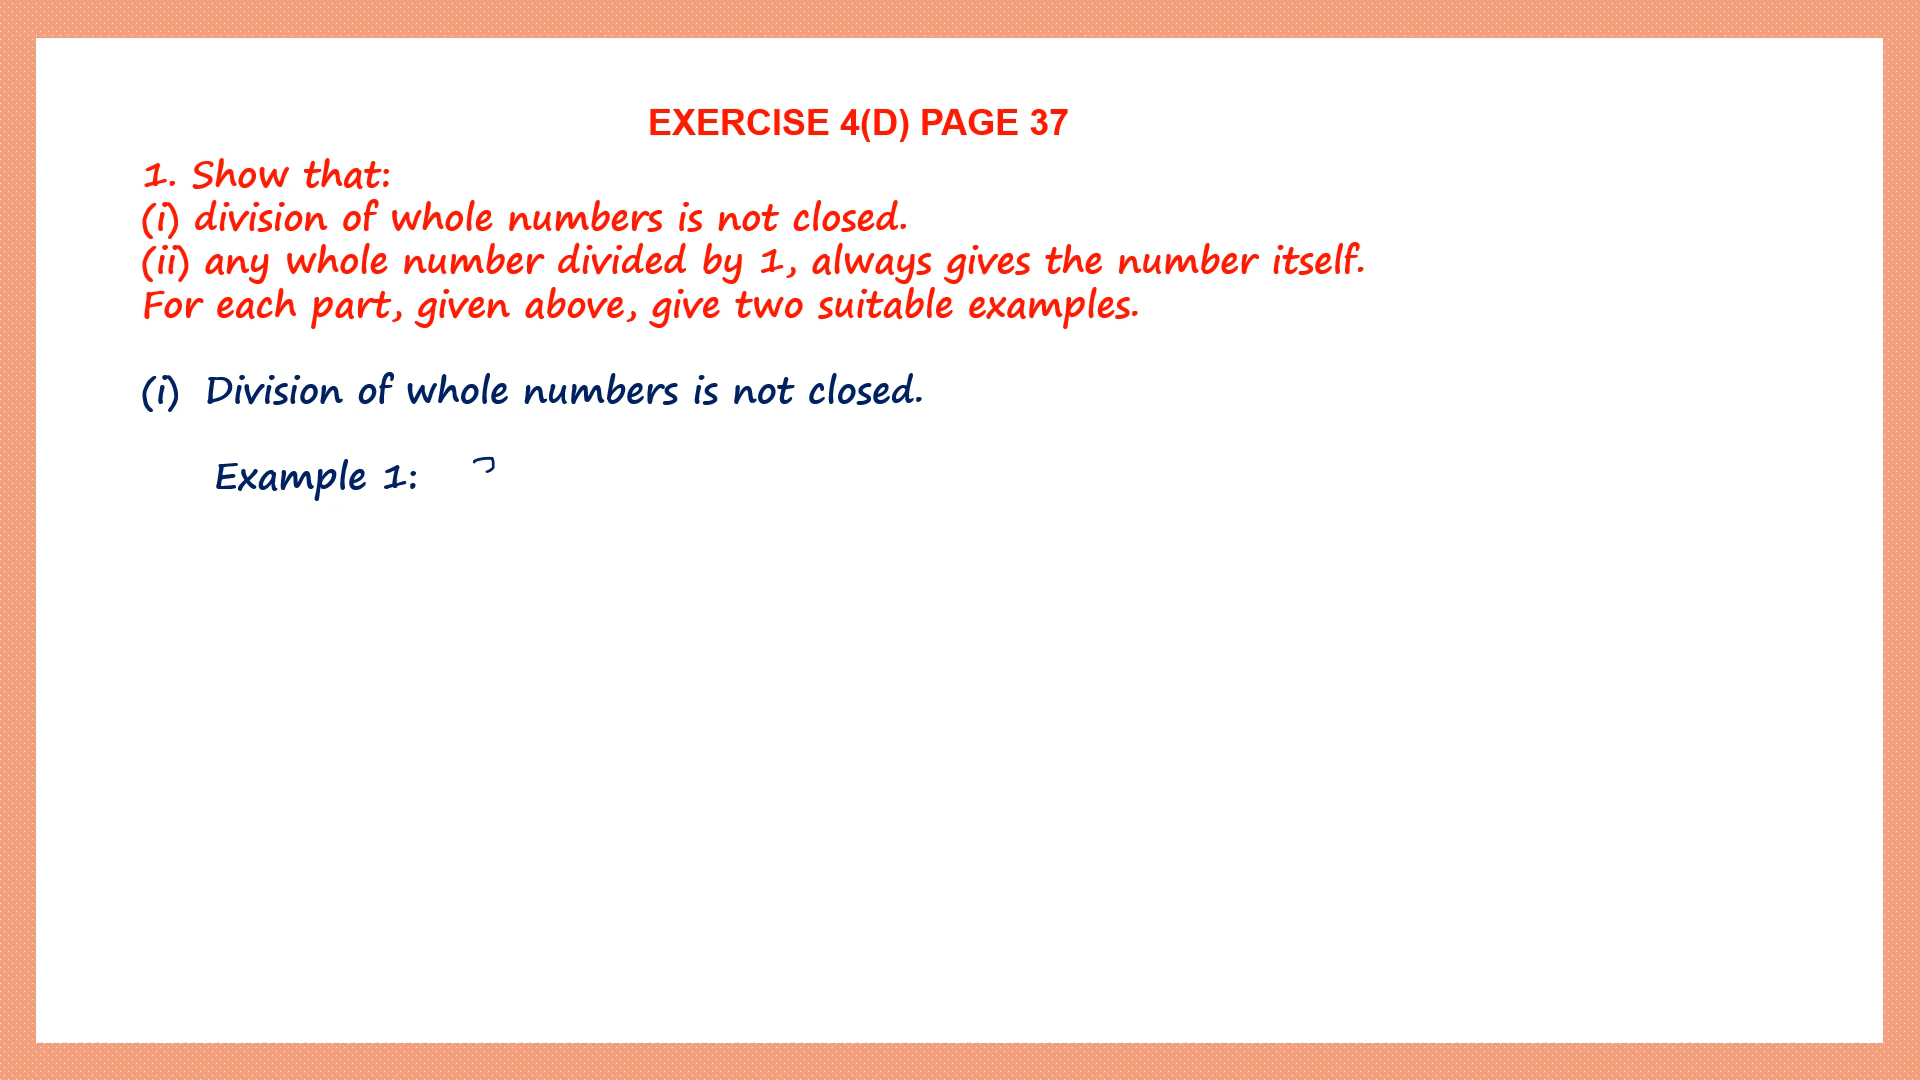 EXERCISE 4(D) PAGE 37
1. Show that:
(i) division of whole numbers is not closed.
(ii) any whole number divided by 1, always gives the number itself.
For each part, given above, give two suitable examples.
(i) Division of whole numbers is not closed.
Example 1: